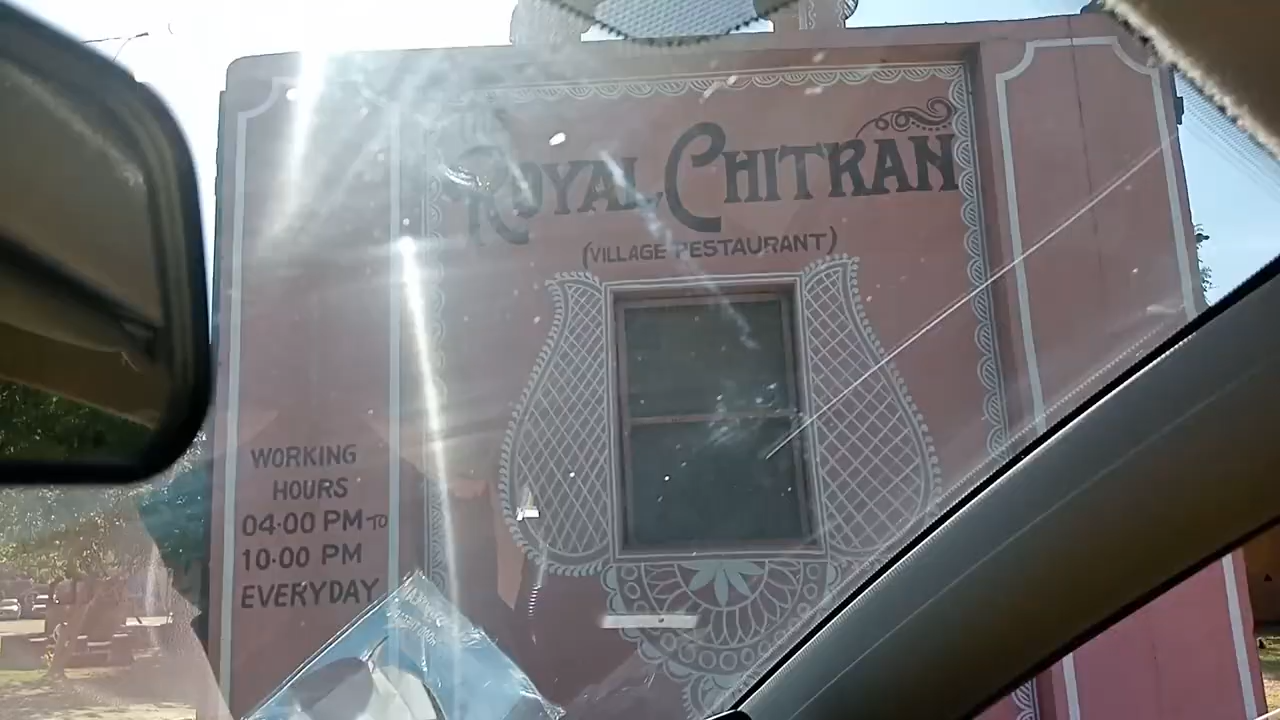 ROYAL CHITRAN
(VILLAGE RESTAURANT)
WORKING
HOURS
04·00 PM TO
10·00 PM
EVERYDAY